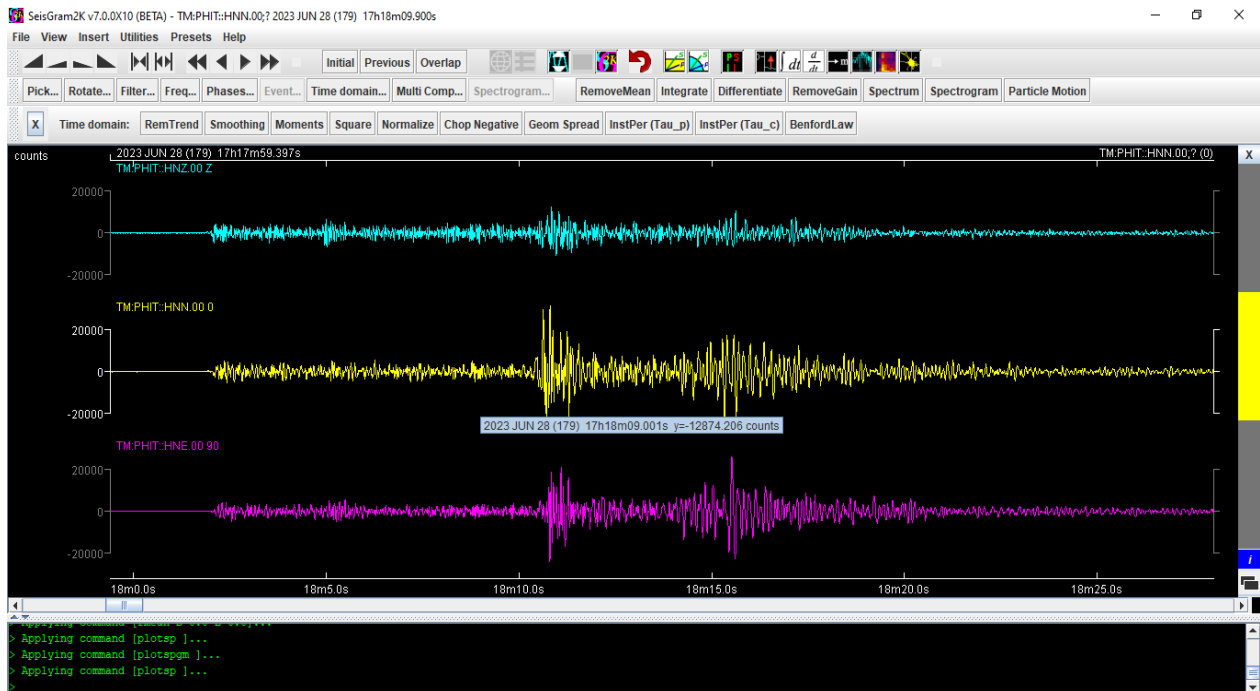 SeisGram2K v7.0.0X10 (BETA) - TM:PHIT::HNN.00;? 2023 JUN 28 (179) 17h18m09.900s
File View Insert Utilities Presets Help
Initial Previous Overlap
Pick... Rotate... Filter... Freq... Phases... Event... Time domain... Multi Comp... Spectrogram... RemoveMean Integrate Differentiate RemoveGain Spectrum Spectrogram Particle Motion
X Time domain: RemTrend Smoothing Moments Square Normalize Chop Negative Geom Spread InstPer (Tau_p) InstPer (Tau_c) BenfordLaw
counts 2023 JUN 28 (179) 17h17m59.397s TM:PHIT::HNN.00;? (0) X
TM:PHIT::HNZ.00 Z
20000
0
-20000
TM:PHIT::HNN.00 0
20000
0
-20000
2023 JUN 28 (179) 17h18m09.001s y=-12874.206 counts
TM:PHIT::HNE.00 90
20000
0
-20000
i
18m0.0s 18m5.0s 18m10.0s 18m15.0s 18m20.0s 18m25.0s
> Applying command [plotsp ]...
> Applying command [plotspgm ]...
> Applying command [plotsp ]...
>